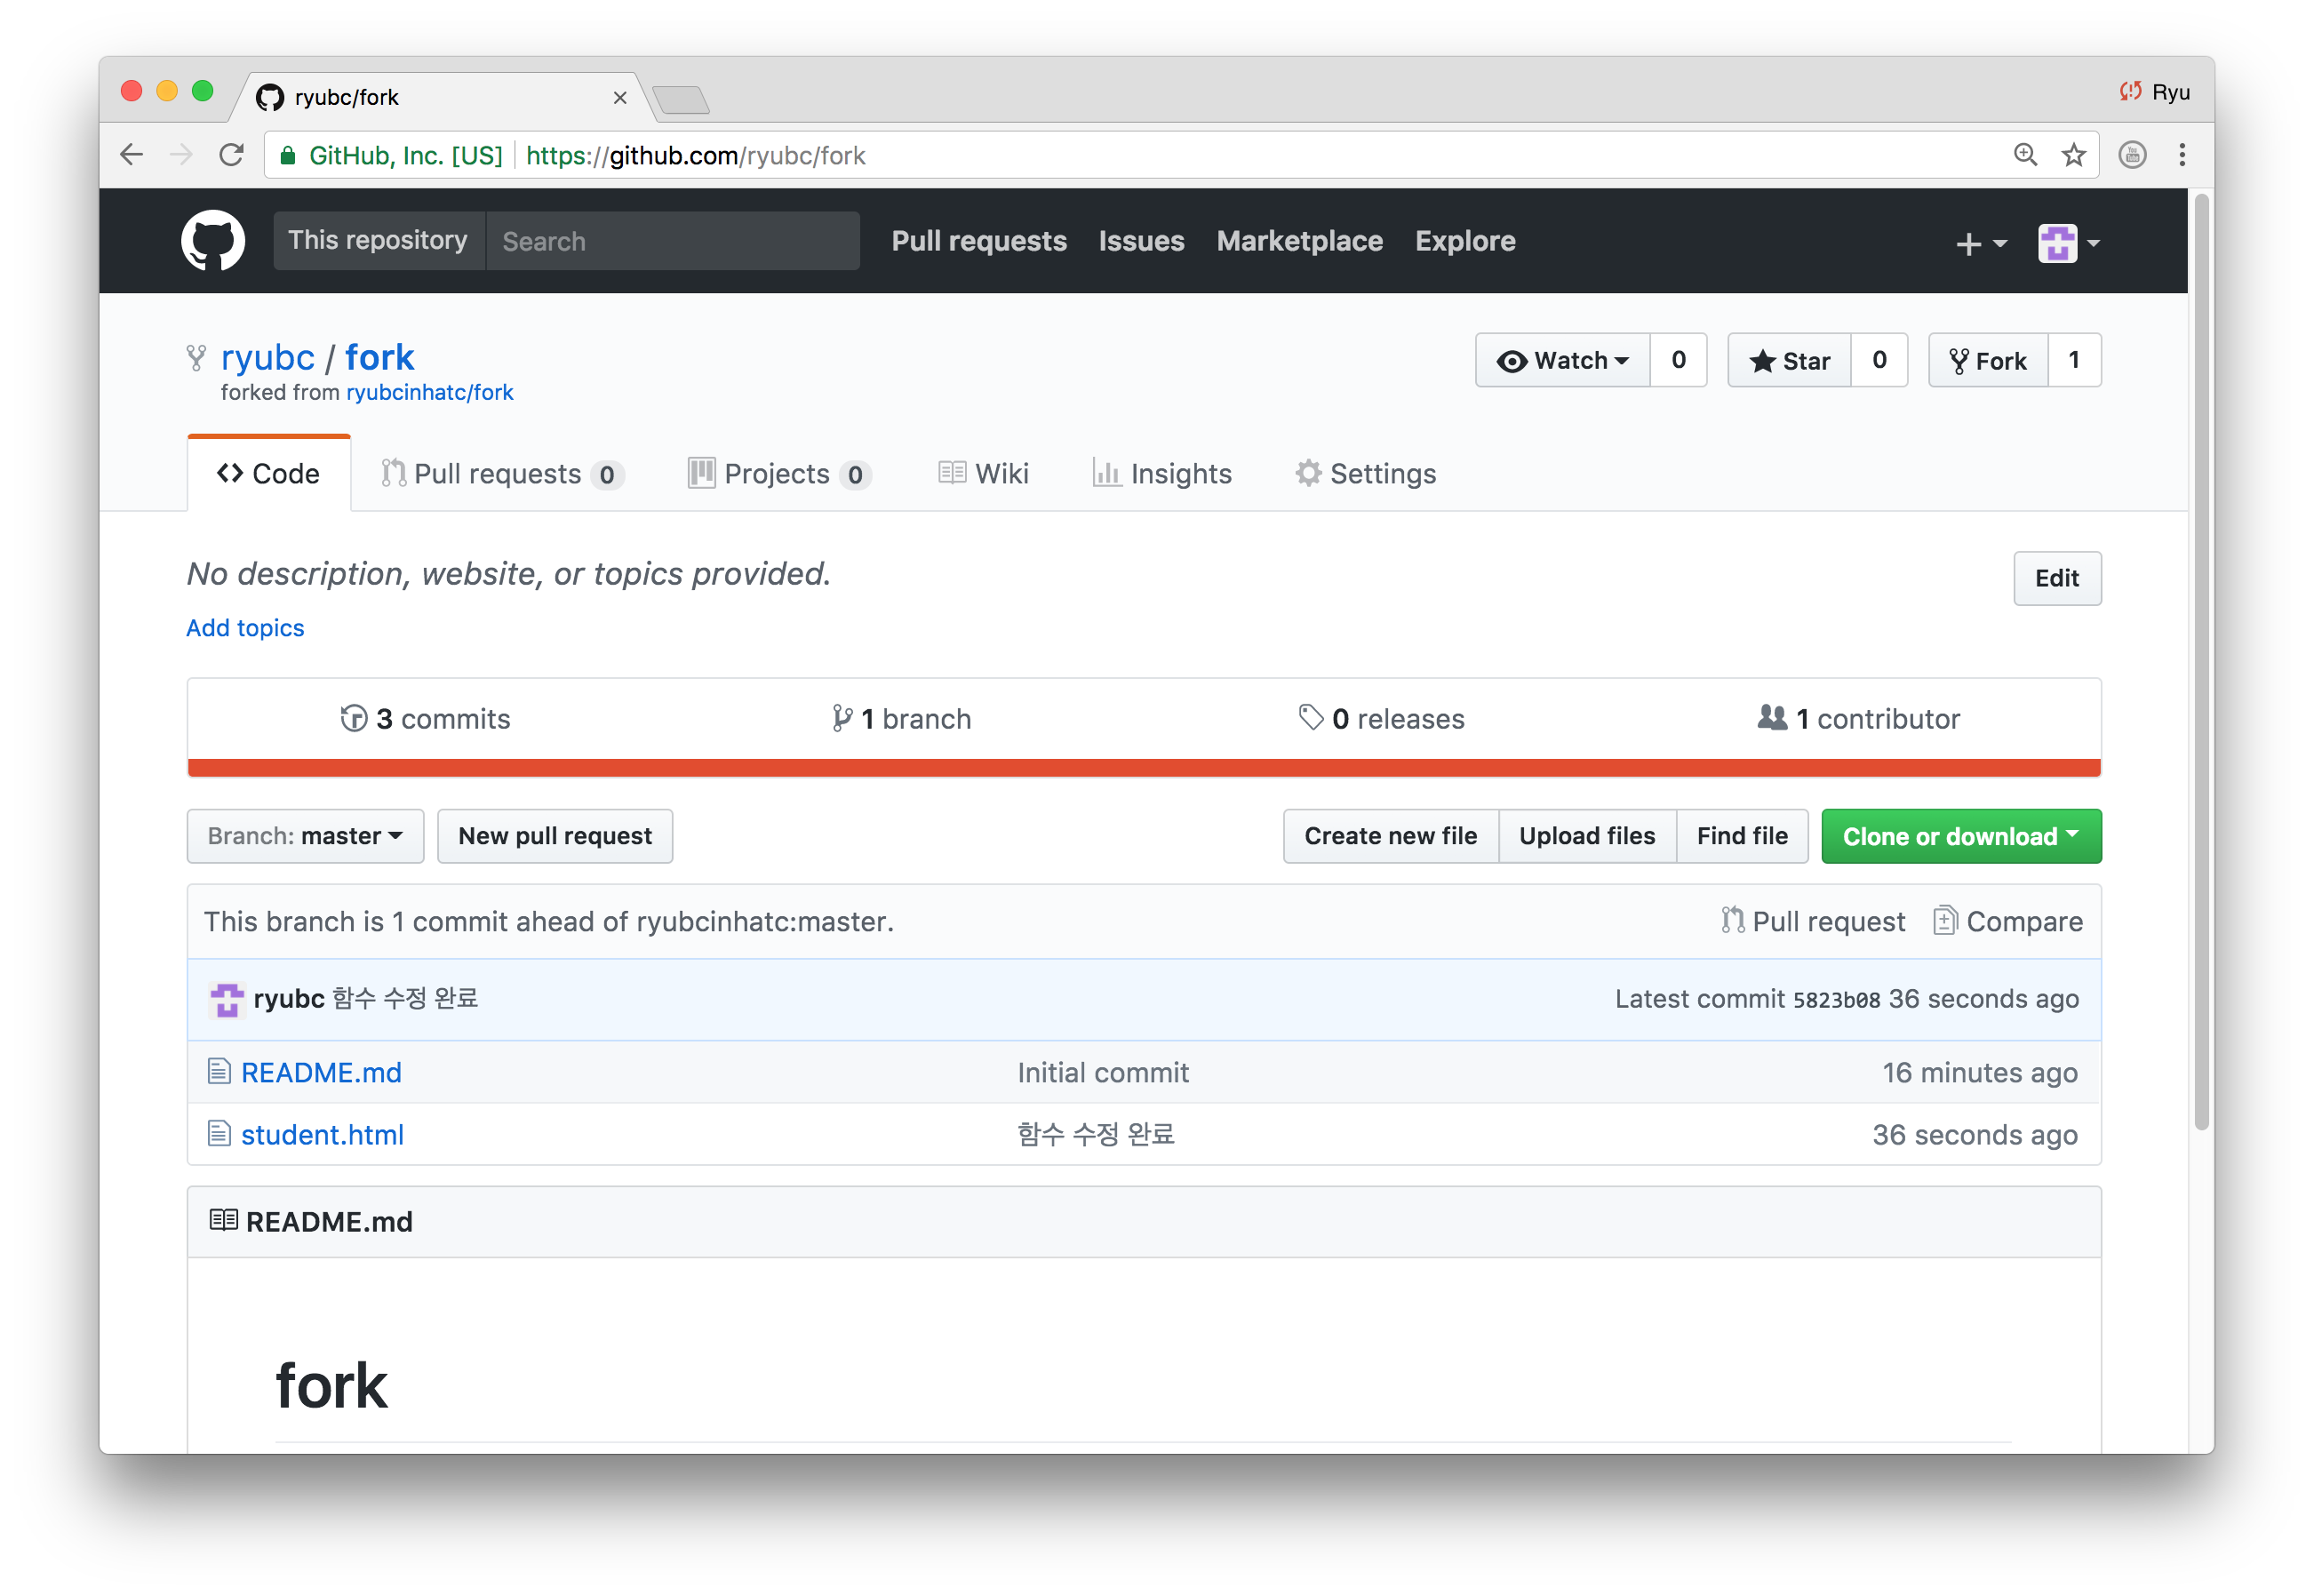 ryubc/fork
Ryu
GitHub, Inc. [US] https://github.com/ryubc/fork
This repository Search Pull requests Issues Marketplace Explore
ryubc / fork
forked from ryubcinhatc/fork
Watch 0 Star 0 Fork 1
Code Pull requests 0 Projects 0 Wiki Insights Settings
No description, website, or topics provided.
Edit
Add topics
3 commits 1 branch 0 releases 1 contributor
Branch: master New pull request Create new file Upload files Find file Clone or download
This branch is 1 commit ahead of ryubcinhatc:master. Pull request Compare
ryubc 함수 수정 완료 Latest commit 5823b08 36 seconds ago
README.md Initial commit 16 minutes ago
student.html 함수 수정 완료 36 seconds ago
README.md
fork